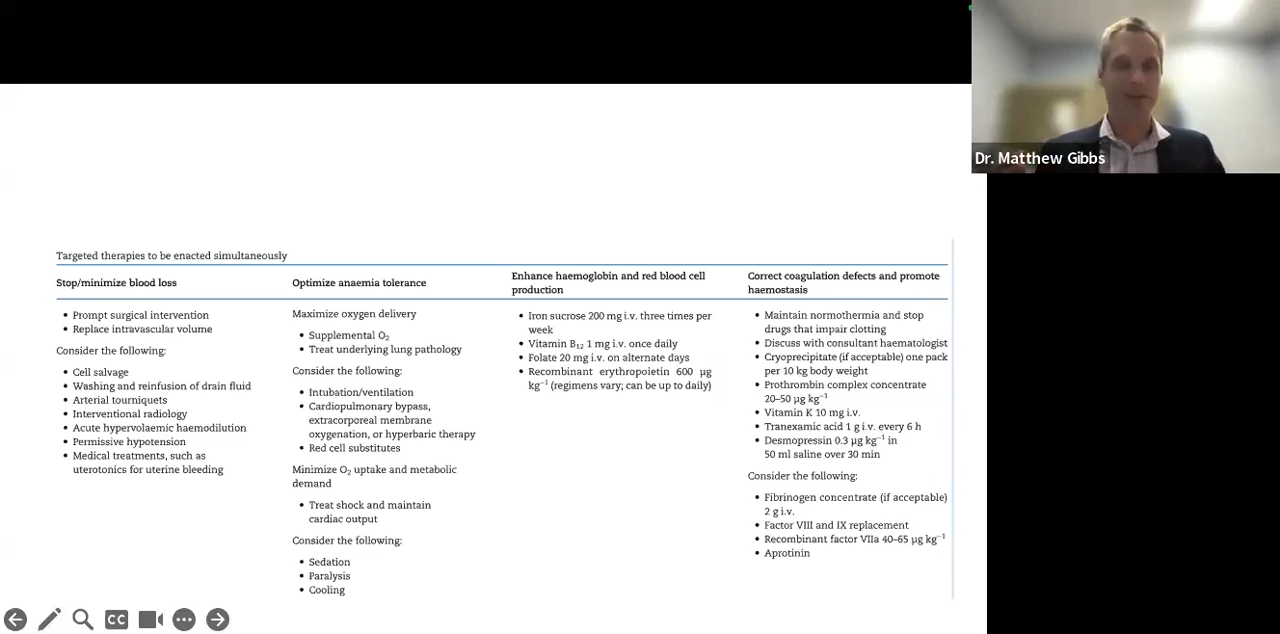 Dr. Matthew Gibbs
Targeted therapies to be enacted simultaneously
Stop/minimize blood loss
• Prompt surgical intervention
• Replace intravascular volume
Consider the following:
• Cell salvage
• Washing and reinfusion of drain fluid
• Arterial tourniquets
• Interventional radiology
• Acute hypervolaemic haemodilution
• Permissive hypotension
• Medical treatments, such as
uterotonics for uterine bleeding
Optimize anaemia tolerance
Maximize oxygen delivery
• Supplemental O₂
• Treat underlying lung pathology
Consider the following:
• Intubation/ventilation
• Cardiopulmonary bypass,
extracorporeal membrane
oxygenation, or hyperbaric therapy
• Red cell substitutes
Minimize O₂ uptake and metabolic
demand
• Treat shock and maintain
cardiac output
Consider the following:
• Sedation
• Paralysis
• Cooling
Enhance haemoglobin and red blood cell
production
• Iron sucrose 200 mg i.v. three times per
week
• Vitamin B₁₂ 1 mg i.v. once daily
• Folate 20 mg i.v. on alternate days
• Recombinant erythropoietin 600 µg
kg⁻¹ (regimens vary; can be up to daily)
Correct coagulation defects and promote
haemostasis
• Maintain normothermia and stop
drugs that impair clotting
• Discuss with consultant haematologist
• Cryoprecipitate (if acceptable) one pack
per 10 kg body weight
• Prothrombin complex concentrate
20–50 µg kg⁻¹
• Vitamin K 10 mg i.v.
• Tranexamic acid 1 g i.v. every 6 h
• Desmopressin 0.3 µg kg⁻¹ in
50 ml saline over 30 min
Consider the following:
• Fibrinogen concentrate (if acceptable)
2 g i.v.
• Factor VIII and IX replacement
• Recombinant factor VIIa 40–65 µg kg⁻¹
• Aprotinin
CC